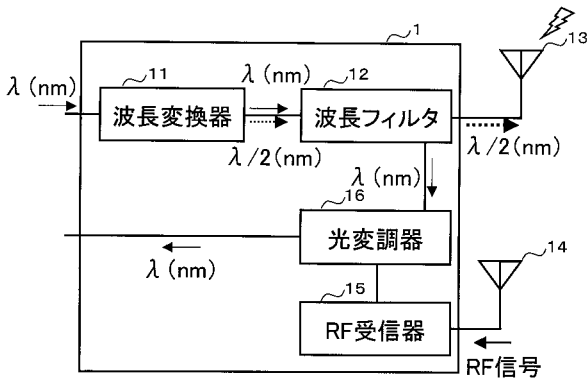 1
13
λ(nm)
11
λ(nm)
12
波長変換器
波長フィルタ
λ/2(nm)
λ/2(nm)
λ(nm)
16
光変調器
14
λ(nm)
15
RF受信器
RF信号